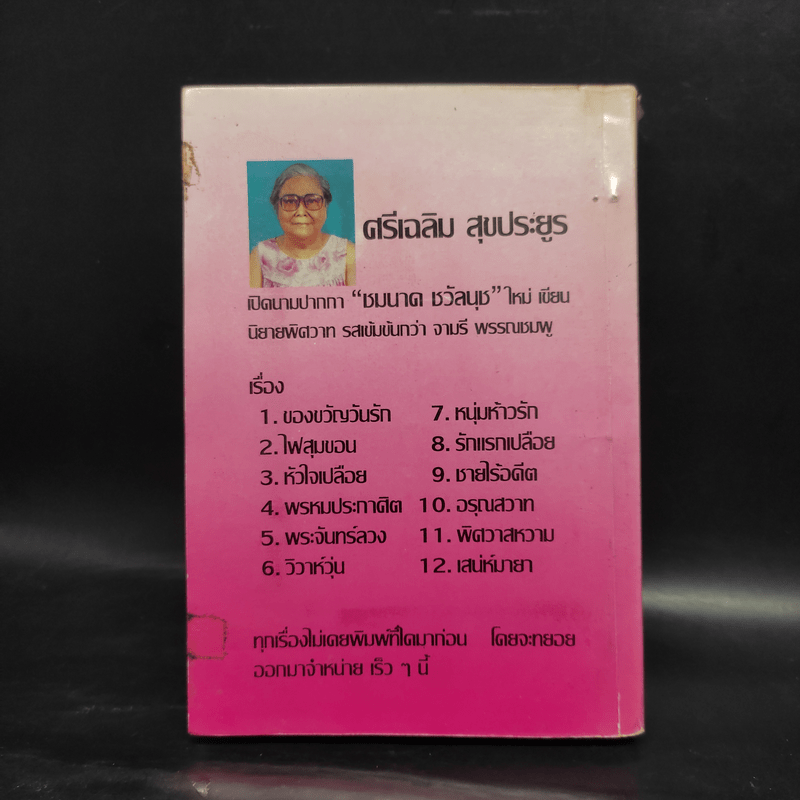 ศรีเฉลิม สุขประยูร
เปิดนามปากกา “ชมนาด ชวัลนุช” ใหม่ เขียน
นิยายพิศวาท รสเข้มข้นกว่า จามรี พรรณชมพู
เรื่อง
1. ของขวัญวันรัก 7. หนุ่มห้าวรัก
2. ไฟสุมขอน 8. รักแรกเปลือย
3. หัวใจเปลือย 9. ชายไร้อดีต
4. พรหมประกาศิต 10. อรุณสวาท
5. พระจันทร์ลวง 11. พิศวาสหวาม
6. วิวาห์วุ่น 12. เสน่ห์มายา
ทุกเรื่องไม่เคยพิมพ์ที่ใดมาก่อน โดยจะทยอย
ออกมาจำหน่าย เร็ว ๆ นี้